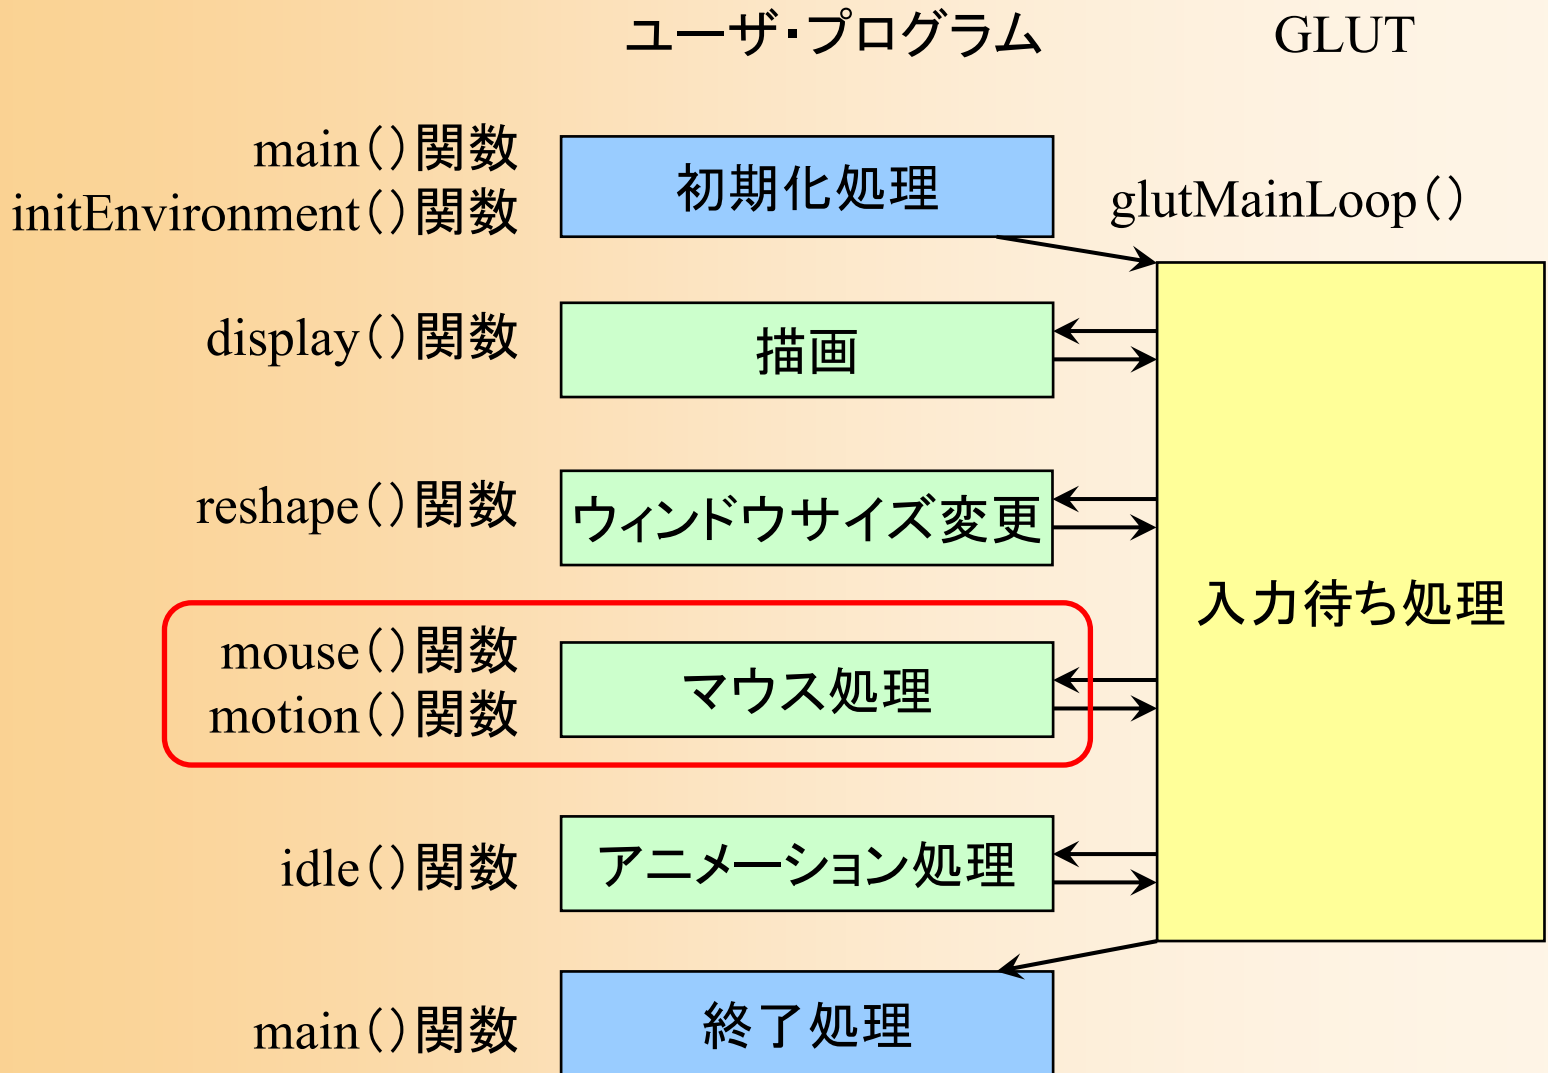 ユーザ・プログラム
GLUT
main()関数
initEnvironment()関数
初期化処理
glutMainLoop()
display()関数
描画
reshape()関数
ウィンドウサイズ変更
入力待ち処理
mouse()関数
motion()関数
マウス処理
idle()関数
アニメーション処理
main()関数
終了処理